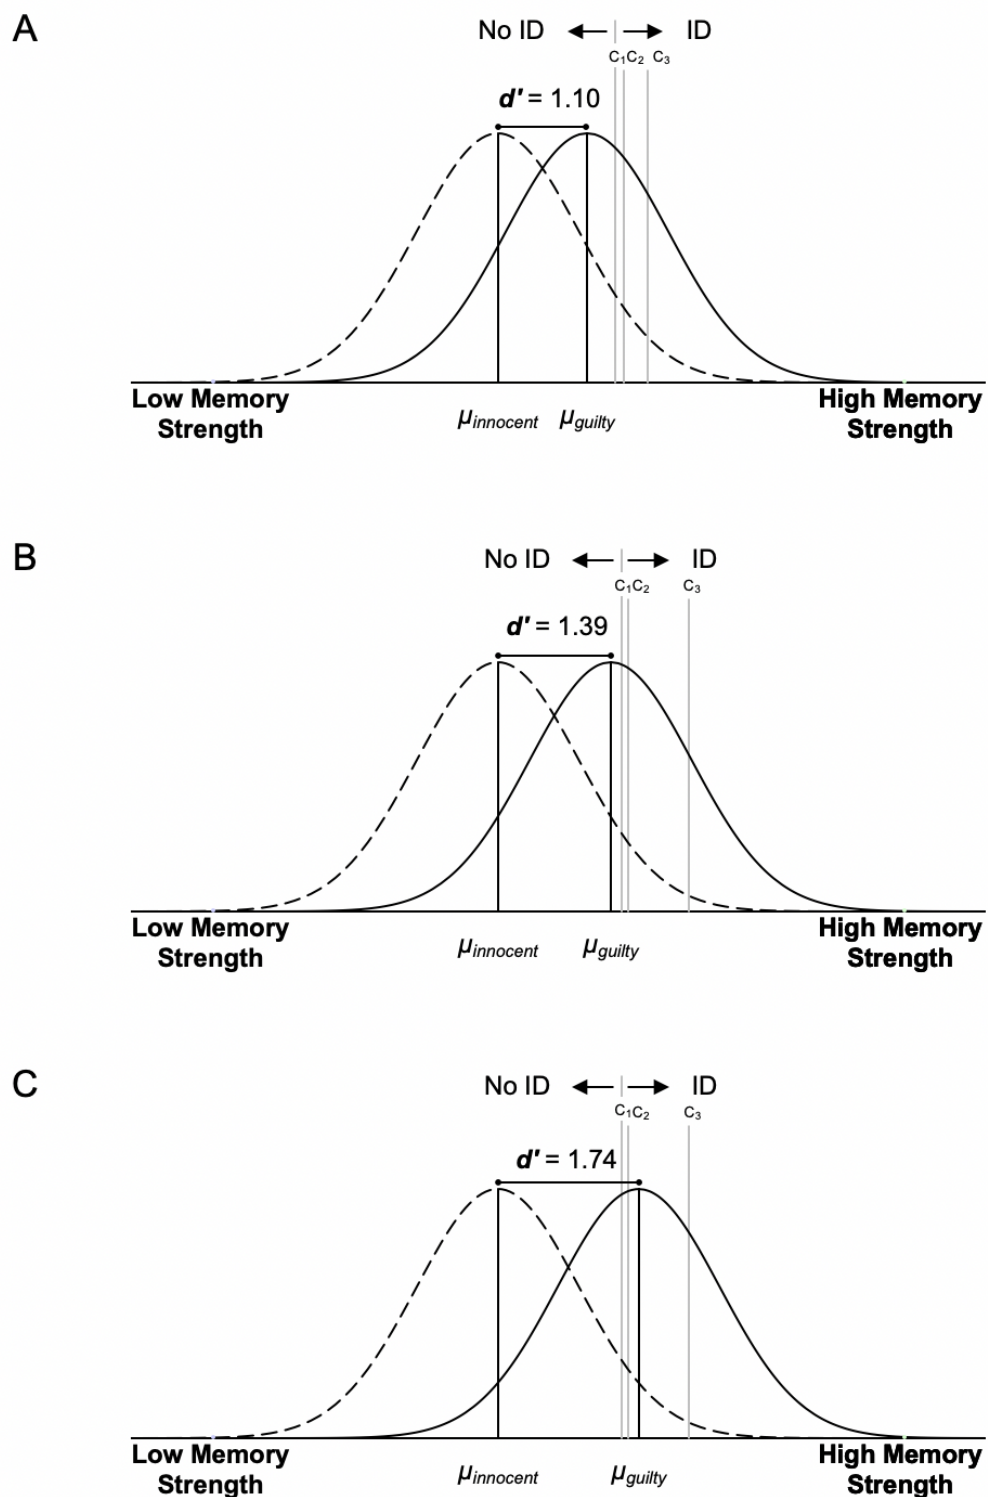 A
No ID ID
C₁C₂ C₃
d′ = 1.10
Low Memory Strength
μinnocent μguilty
High Memory Strength
B
No ID ID
C₁C₂ C₃
d′ = 1.39
Low Memory Strength
μinnocent μguilty
High Memory Strength
C
No ID ID
C₁C₂ C₃
d′ = 1.74
Low Memory Strength
μinnocent μguilty
High Memory Strength